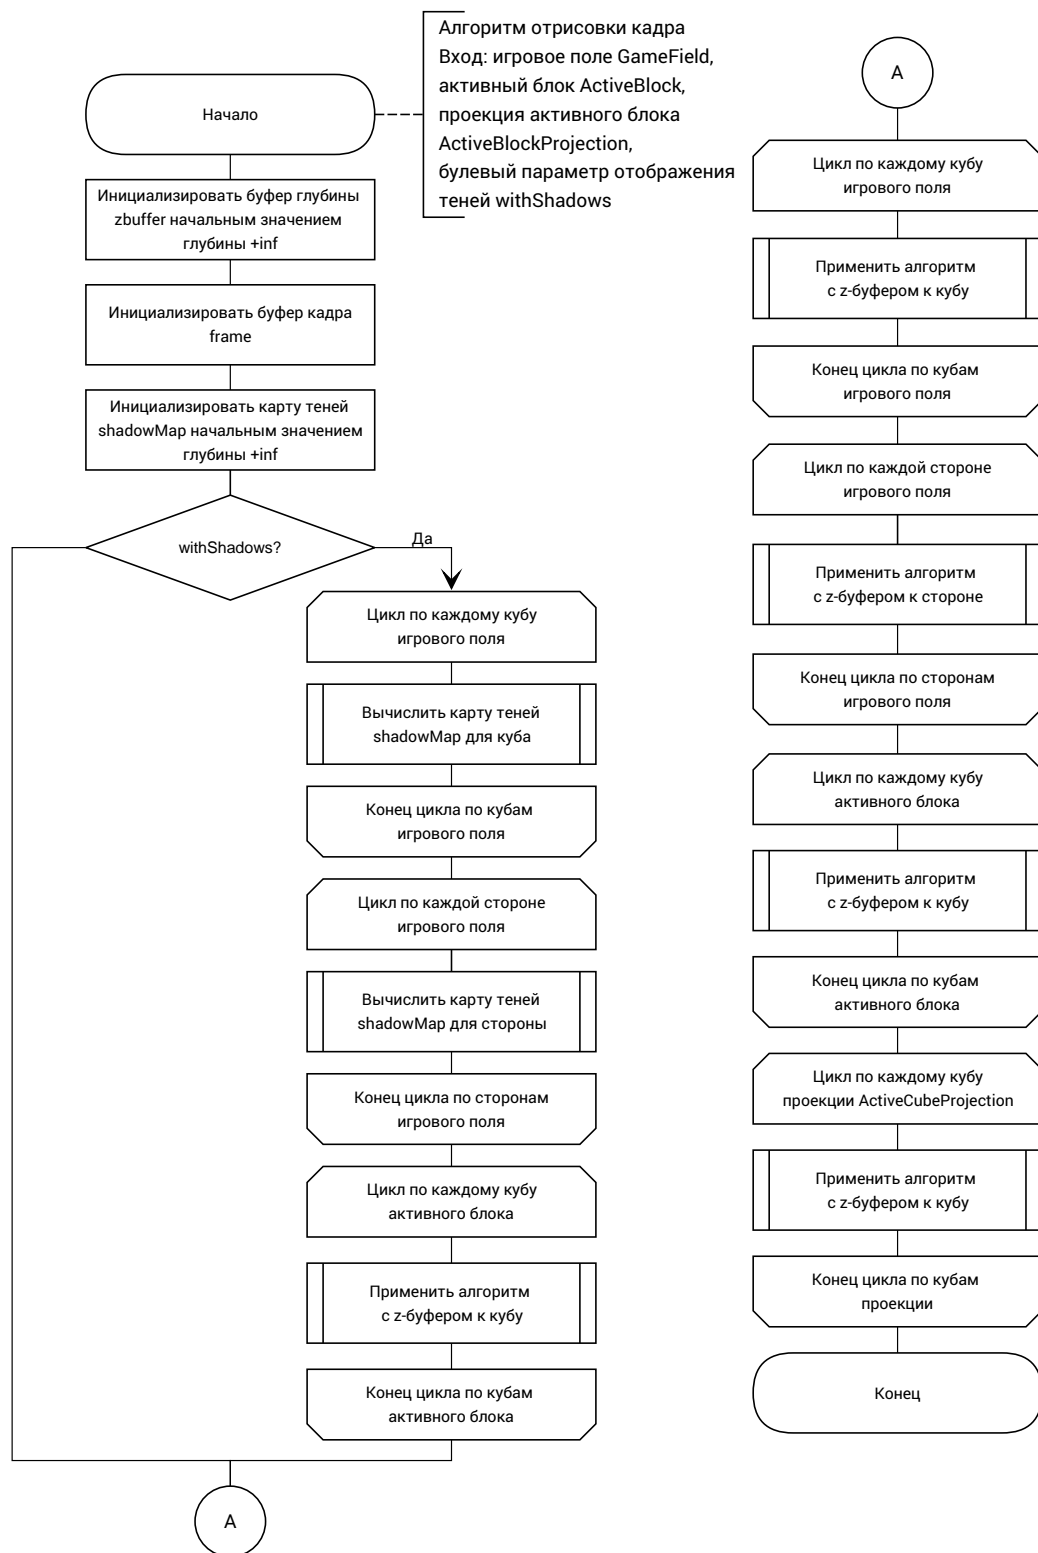 Алгоритм отрисовки кадра
Вход: игровое поле GameField,
активный блок ActiveBlock,
проекция активного блока
ActiveBlockProjection,
булевый параметр отображения
теней withShadows
Начало
Инициализировать буфер глубины
zbuffer начальным значением
глубины +inf
Инициализировать буфер кадра
frame
Инициализировать карту теней
shadowMap начальным значением
глубины +inf
withShadows?
Да
Цикл по каждому кубу
игрового поля
Вычислить карту теней
shadowMap для куба
Конец цикла по кубам
игрового поля
Цикл по каждой стороне
игрового поля
Вычислить карту теней
shadowMap для стороны
Конец цикла по сторонам
игрового поля
Цикл по каждому кубу
активного блока
Применить алгоритм
с z-буфером к кубу
Конец цикла по кубам
активного блока
А
А
Цикл по каждому кубу
игрового поля
Применить алгоритм
с z-буфером к кубу
Конец цикла по кубам
игрового поля
Цикл по каждой стороне
игрового поля
Применить алгоритм
с z-буфером к стороне
Конец цикла по сторонам
игрового поля
Цикл по каждому кубу
активного блока
Применить алгоритм
с z-буфером к кубу
Конец цикла по кубам
активного блока
Цикл по каждому кубу
проекции ActiveCubeProjection
Применить алгоритм
с z-буфером к кубу
Конец цикла по кубам
проекции
Конец